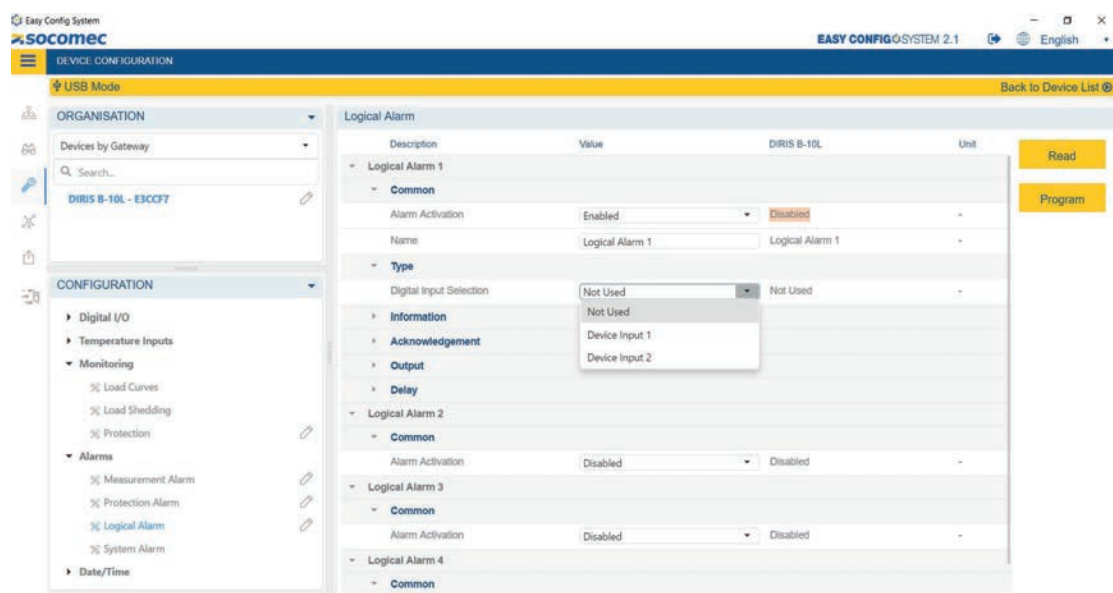 Easy Config System
socomec
EASY CONFIG SYSTEM 2.1
English
DEVICE CONFIGURATION
USB Mode
Back to Device List
ORGANISATION
Devices by Gateway
Search...
DIRIS B-10L - E3CCF7
CONFIGURATION
Digital I/O
Temperature Inputs
Monitoring
Load Curves
Load Shedding
Protection
Alarms
Measurement Alarm
Protection Alarm
Logical Alarm
System Alarm
Date/Time
Logical Alarm
Description Value DIRIS B-10L Unit
Logical Alarm 1
Common
Alarm Activation Enabled Disabled -
Name Logical Alarm 1 Logical Alarm 1 -
Type
Digital Input Selection Not Used Not Used -
Not Used
Device Input 1
Device Input 2
Information
Acknowledgement
Output
Delay
Logical Alarm 2
Common
Alarm Activation Disabled Disabled -
Logical Alarm 3
Common
Alarm Activation Disabled Disabled -
Logical Alarm 4
Common
Read
Program